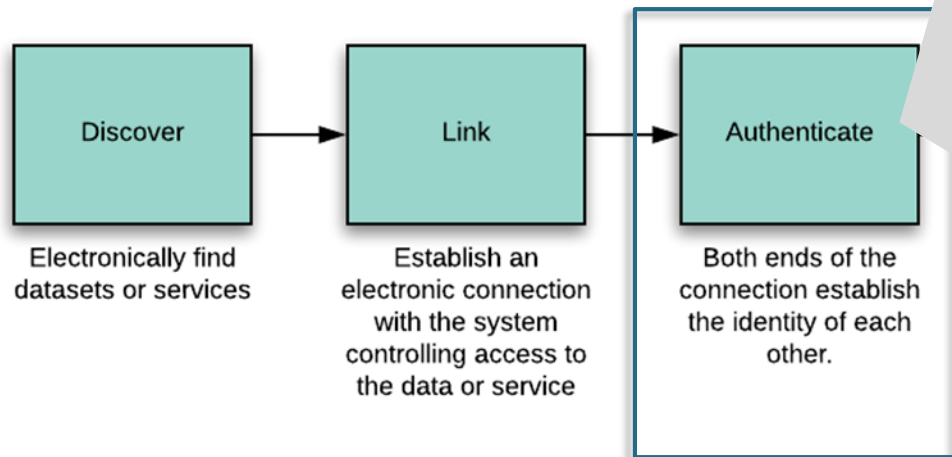 Discover
Link
Authenticate
Electronically find
datasets or services
Establish an
electronic connection
with the system
controlling access to
the data or service
Both ends of the
connection establish
the identity of each
other.